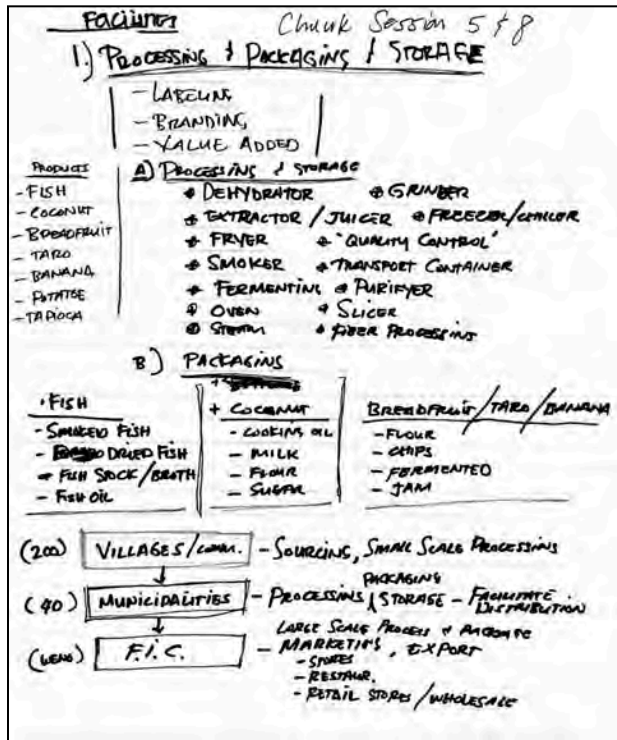 Facilities
Chuuk Session 5 & 8
1.) PROCESSING & PACKAGING & STORAGE
- LABELING
- BRANDING
- VALUE ADDED
PRODUCTS
- FISH
- COCONUT
- BREADFRUIT
- TARO
- BANANA
- POTATOE
- TAPIOCA
A) PROCESSING & STORAGE
DEHYDRATOR
GRINDER
EXTRACTOR / JUICER
FREEZER/CHILLER
FRYER
"QUALITY CONTROL"
SMOKER
TRANSPORT CONTAINER
FERMENTING
PURIFYER
OVEN
SLICER
STEAM
FIBER PROCESSING
B) PACKAGING
• FISH
- SMOKED FISH
- DRIED FISH
- FISH STOCK/BROTH
- FISH OIL
+ COCONUT
- COOKING OIL
- MILK
- FLOUR
- SUGAR
BREADFRUIT/TARO/BANANA
- FLOUR
- CHIPS
- FERMENTED
- JAM
(200) VILLAGES/COMM. - SOURCING, SMALL SCALE PROCESSING
(40) MUNICIPALITIES - PROCESSING PACKAGING & STORAGE - FACILITATE DISTRIBUTION
(WENO) F.I.C. - LARGE SCALE PROCESS & PACKAGE
MARKETING, EXPORT
- STORES
- RESTAUR.
- RETAIL STORES/WHOLESALE